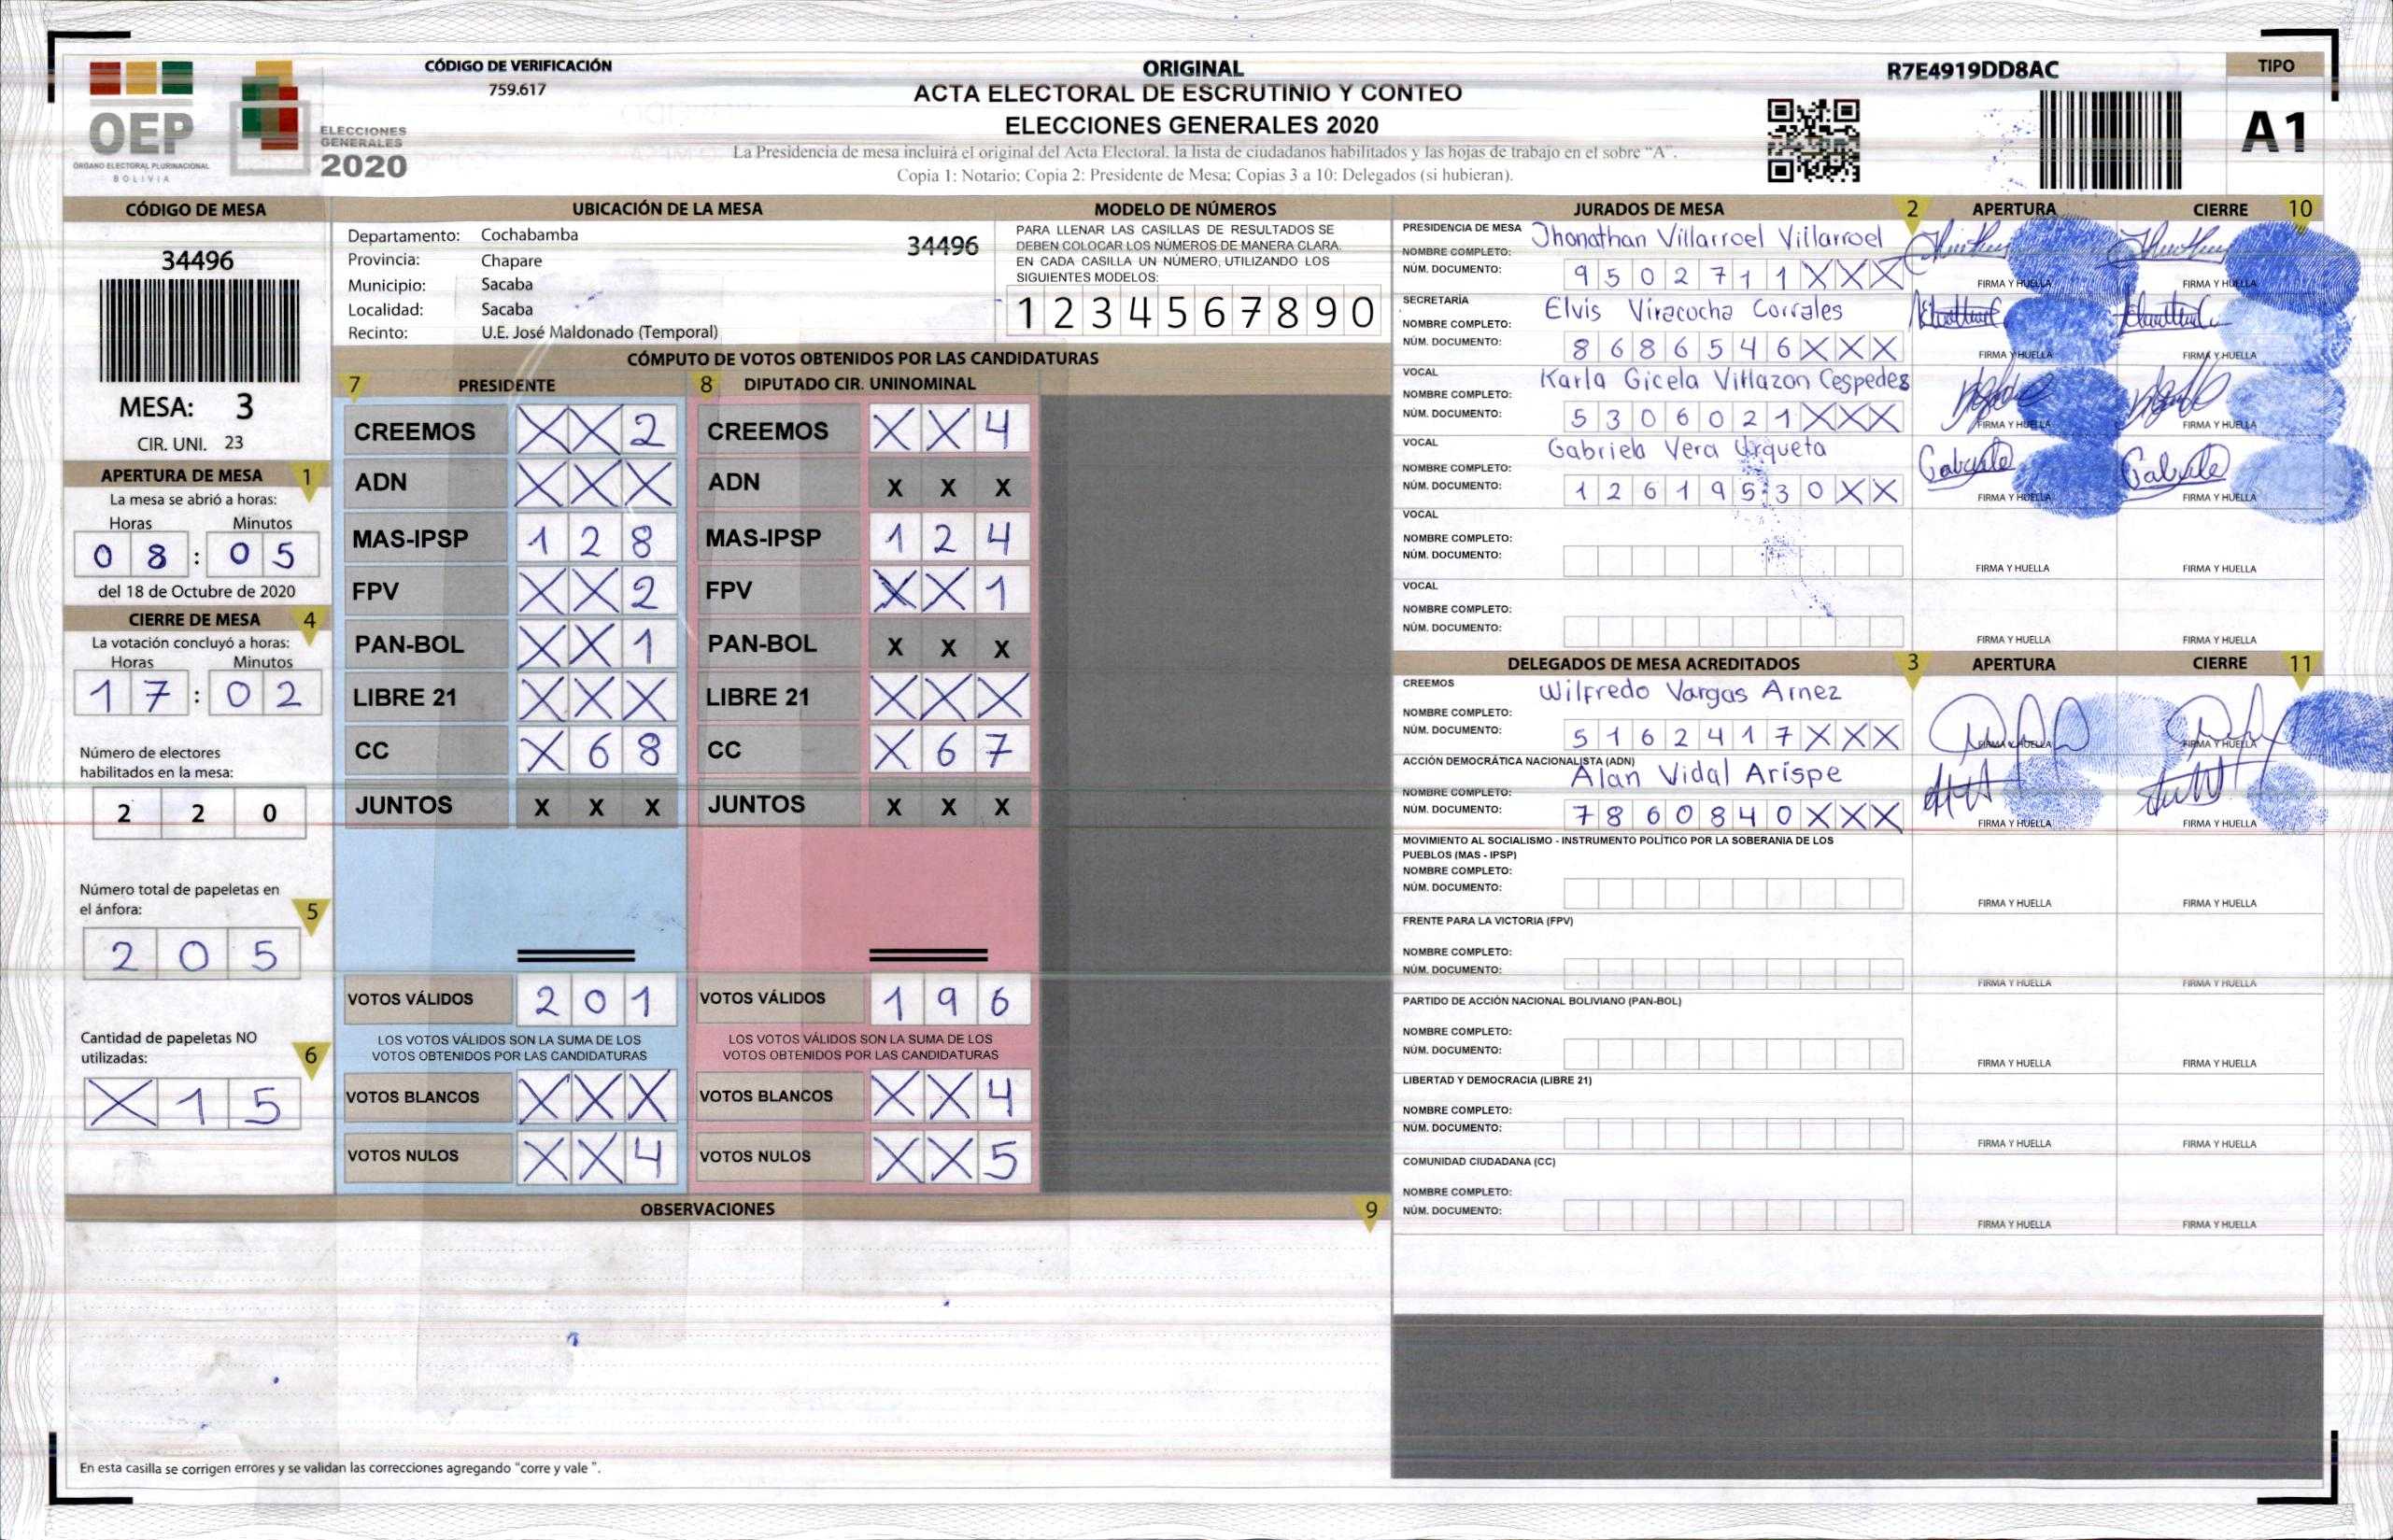 CÓDIGO DE VERIFICACIÓN
759.617
ORIGINAL
ACTA ELECTORAL DE ESCRUTINIO Y CONTEO
ELECCIONES GENERALES 2020
La Presidencia de mesa incluirá el original del Acta Electoral, la lista de ciudadanos habilitados y las hojas de trabajo en el sobre "A".
Copia 1: Notario; Copia 2: Presidente de Mesa; Copias 3 a 10: Delegados (si hubieran).
R7E4919DD8AC
TIPO
A1
OEP
ÓRGANO ELECTORAL PLURINACIONAL
BOLIVIA
ELECCIONES
GENERALES
2020
CÓDIGO DE MESA
34496
MESA: 3
CIR. UNI. 23
APERTURA DE MESA 1
La mesa se abrió a horas:
Horas Minutos
0 8 : 0 5
del 18 de Octubre de 2020
CIERRE DE MESA 4
La votación concluyó a horas:
Horas Minutos
1 7 : 0 2
Número de electores
habilitados en la mesa:
2 2 0
Número total de papeletas en
el ánfora:
5
2 0 5
Cantidad de papeletas NO
utilizadas:
6
X 1 5
UBICACIÓN DE LA MESA
Departamento: Cochabamba
34496
Provincia: Chapare
Municipio: Sacaba
Localidad: Sacaba
Recinto: U.E. José Maldonado (Temporal)
MODELO DE NÚMEROS
PARA LLENAR LAS CASILLAS DE RESULTADOS SE
DEBEN COLOCAR LOS NÚMEROS DE MANERA CLARA.
EN CADA CASILLA UN NÚMERO, UTILIZANDO LOS
SIGUIENTES MODELOS:
1 2 3 4 5 6 7 8 9 0
CÓMPUTO DE VOTOS OBTENIDOS POR LAS CANDIDATURAS
7 PRESIDENTE 8 DIPUTADO CIR. UNINOMINAL
CREEMOS X X 2 CREEMOS X X 4
ADN X X X ADN X X X
MAS-IPSP 1 2 8 MAS-IPSP 1 2 4
FPV X X 2 FPV X X 1
PAN-BOL X X 1 PAN-BOL X X X
LIBRE 21 X X X LIBRE 21 X X X
CC X 6 8 CC X 6 7
JUNTOS X X X JUNTOS X X X
VOTOS VÁLIDOS 2 0 1 VOTOS VÁLIDOS 1 9 6
LOS VOTOS VÁLIDOS SON LA SUMA DE LOS LOS VOTOS VÁLIDOS SON LA SUMA DE LOS
VOTOS OBTENIDOS POR LAS CANDIDATURAS VOTOS OBTENIDOS POR LAS CANDIDATURAS
VOTOS BLANCOS X X X VOTOS BLANCOS X X 4
VOTOS NULOS X X 4 VOTOS NULOS X X 5
OBSERVACIONES 9
En esta casilla se corrigen errores y se validan las correcciones agregando "corre y vale ".
JURADOS DE MESA 2 APERTURA CIERRE 10
PRESIDENCIA DE MESA Jhonathan Villarroel Villarroel
NOMBRE COMPLETO:
NÚM. DOCUMENTO: 9 5 0 2 7 1 1 X X X
FIRMA Y HUELLA FIRMA Y HUELLA
SECRETARÍA Elvis Viracocha Corrales
NOMBRE COMPLETO:
NÚM. DOCUMENTO: 8 6 8 6 5 4 6 X X X
FIRMA Y HUELLA FIRMA Y HUELLA
VOCAL Karla Gicela Villazon Cespedes
NOMBRE COMPLETO:
NÚM. DOCUMENTO: 5 3 0 6 0 2 1 X X X
FIRMA Y HUELLA FIRMA Y HUELLA
VOCAL Gabriela Vera Urqueta
NOMBRE COMPLETO:
NÚM. DOCUMENTO: 1 2 6 1 9 5 3 0 X X
FIRMA Y HUELLA FIRMA Y HUELLA
VOCAL
NOMBRE COMPLETO:
NÚM. DOCUMENTO:
FIRMA Y HUELLA FIRMA Y HUELLA
VOCAL
NOMBRE COMPLETO:
NÚM. DOCUMENTO:
FIRMA Y HUELLA FIRMA Y HUELLA
DELEGADOS DE MESA ACREDITADOS 3 APERTURA CIERRE 11
CREEMOS Wilfredo Vargas Arnez
NOMBRE COMPLETO:
NÚM. DOCUMENTO: 5 1 6 2 4 1 7 X X X
FIRMA Y HUELLA FIRMA Y HUELLA
ACCIÓN DEMOCRÁTICA NACIONALISTA (ADN)
Alan Vidal Arispe
NOMBRE COMPLETO:
NÚM. DOCUMENTO: 7 8 6 0 8 4 0 X X X
FIRMA Y HUELLA FIRMA Y HUELLA
MOVIMIENTO AL SOCIALISMO - INSTRUMENTO POLÍTICO POR LA SOBERANIA DE LOS
PUEBLOS (MAS - IPSP)
NOMBRE COMPLETO:
NÚM. DOCUMENTO:
FIRMA Y HUELLA FIRMA Y HUELLA
FRENTE PARA LA VICTORIA (FPV)
NOMBRE COMPLETO:
NÚM. DOCUMENTO:
FIRMA Y HUELLA FIRMA Y HUELLA
PARTIDO DE ACCIÓN NACIONAL BOLIVIANO (PAN-BOL)
NOMBRE COMPLETO:
NÚM. DOCUMENTO:
FIRMA Y HUELLA FIRMA Y HUELLA
LIBERTAD Y DEMOCRACIA (LIBRE 21)
NOMBRE COMPLETO:
NÚM. DOCUMENTO:
FIRMA Y HUELLA FIRMA Y HUELLA
COMUNIDAD CIUDADANA (CC)
NOMBRE COMPLETO:
NÚM. DOCUMENTO:
FIRMA Y HUELLA FIRMA Y HUELLA